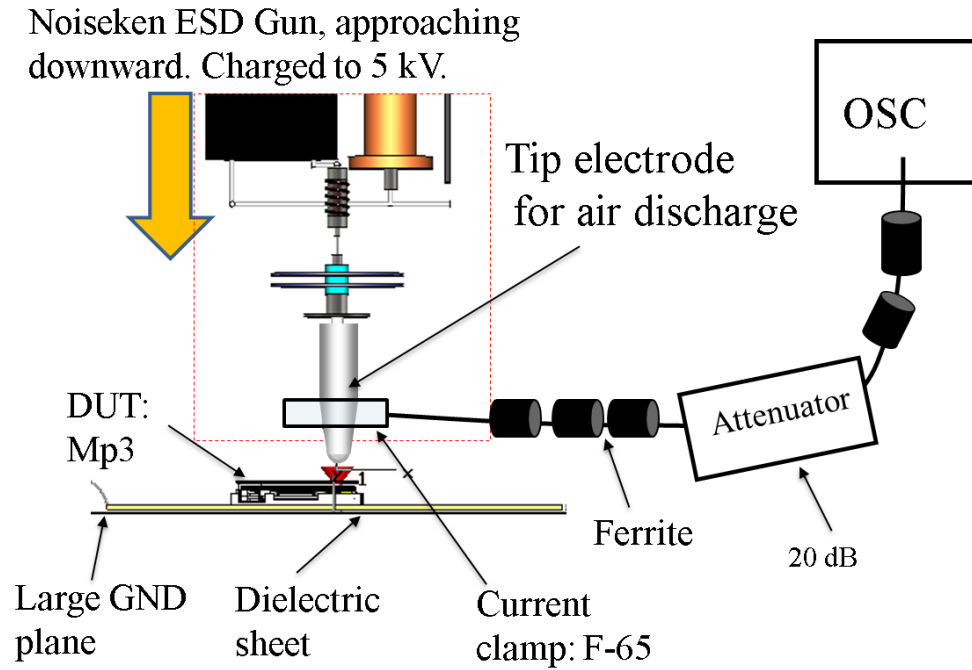 Noiseken ESD Gun, approaching
downward. Charged to 5 kV.
OSC
Tip electrode
for air discharge
DUT:
Mp3
1
Attenuator
Ferrite
20 dB
Large GND
plane
Dielectric
sheet
Current
clamp: F-65